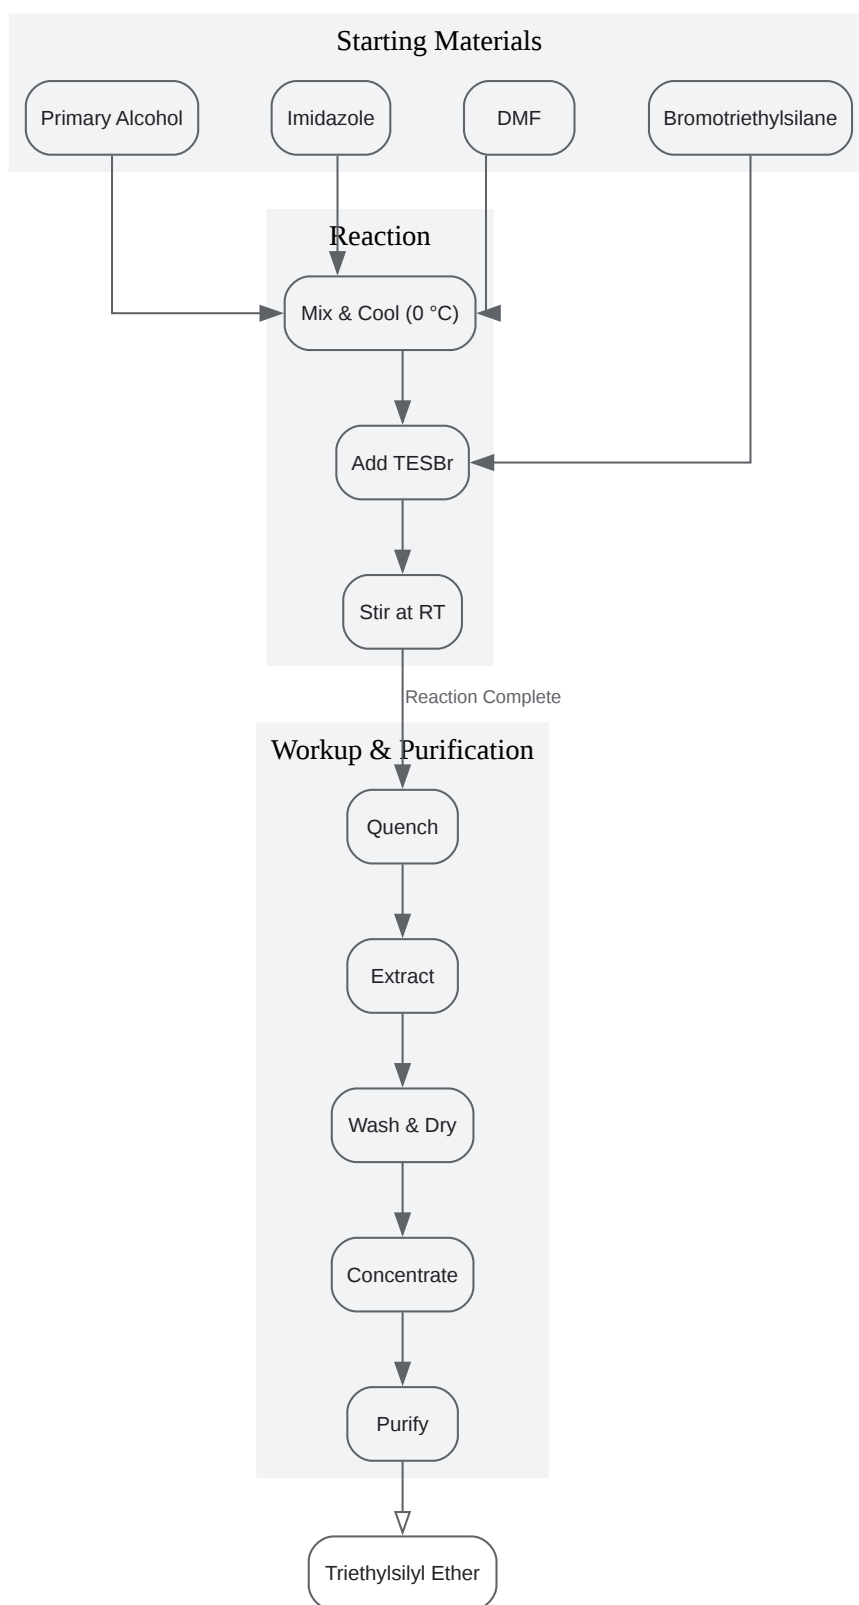 Starting Materials
Primary Alcohol
Imidazole
DMF
Bromotriethylsilane
Reaction
Mix & Cool (0 °C)
Add TESBr
Stir at RT
Reaction Complete
Workup & Purification
Quench
Extract
Wash & Dry
Concentrate
Purify
Triethylsilyl Ether